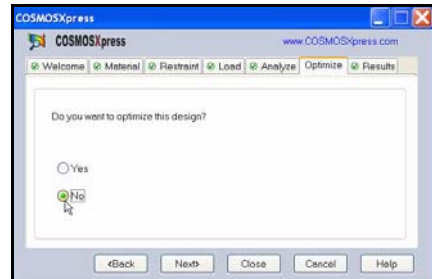 COSMOSXpress
COSMOSXpress www.COSMOSXpress.com
Welcome Material Restraint Load Analyze Optimize Results
Do you want to optimize this design?
Yes
No
<Back Next> Close Cancel Help